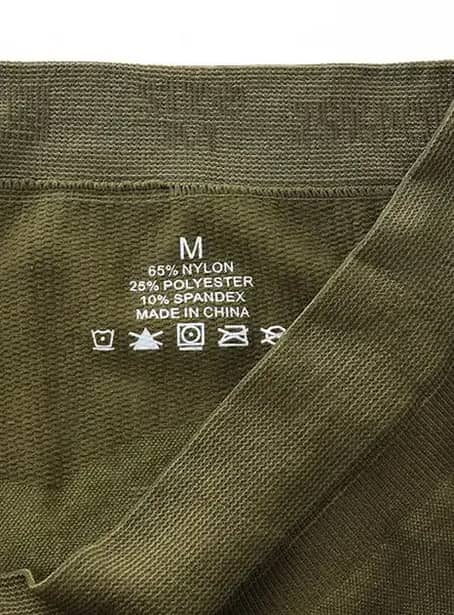 M
65% NYLON
25% POLYESTER
10% SPANDEX
MADE IN CHINA